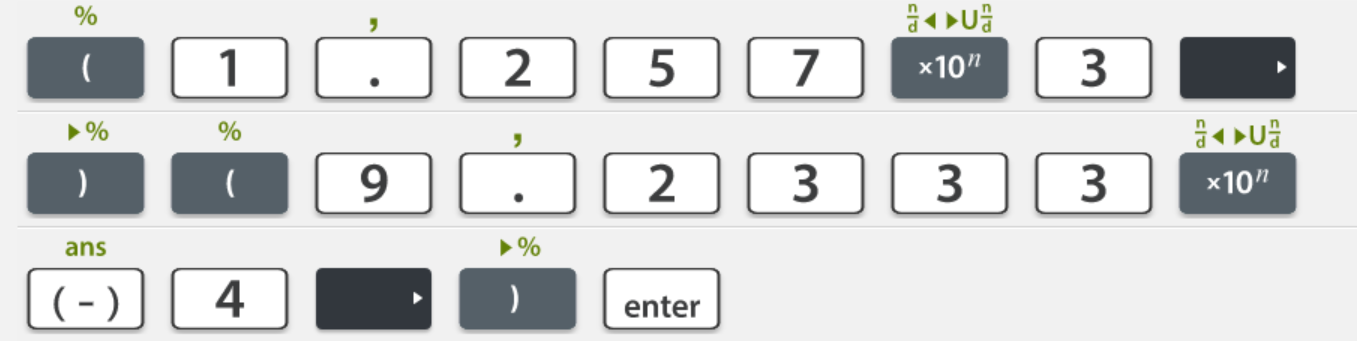 % , n/d ◂ ▸ U n/d
( 1 . 2 5 7 ×10ⁿ 3 ▸
▸% % , n/d ◂ ▸ U n/d
) ( 9 . 2 3 3 3 ×10ⁿ
ans ▸%
(-) 4 ▸ ) enter